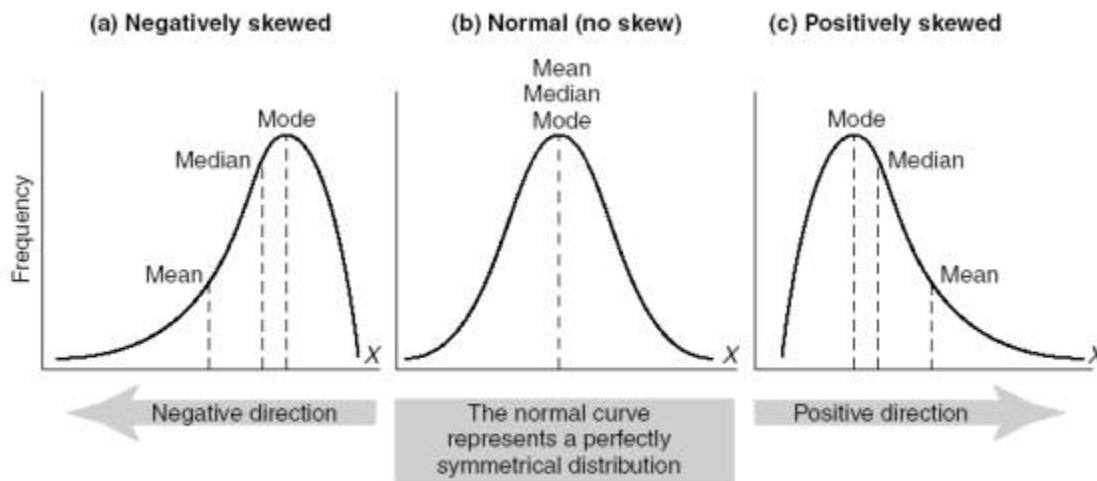 (a) Negatively skewed
(b) Normal (no skew)
(c) Positively skewed
Frequency
Mode
Median
Mean
X
Mean
Median
Mode
X
Mode
Median
Mean
X
Negative direction
The normal curve
represents a perfectly
symmetrical distribution
Positive direction